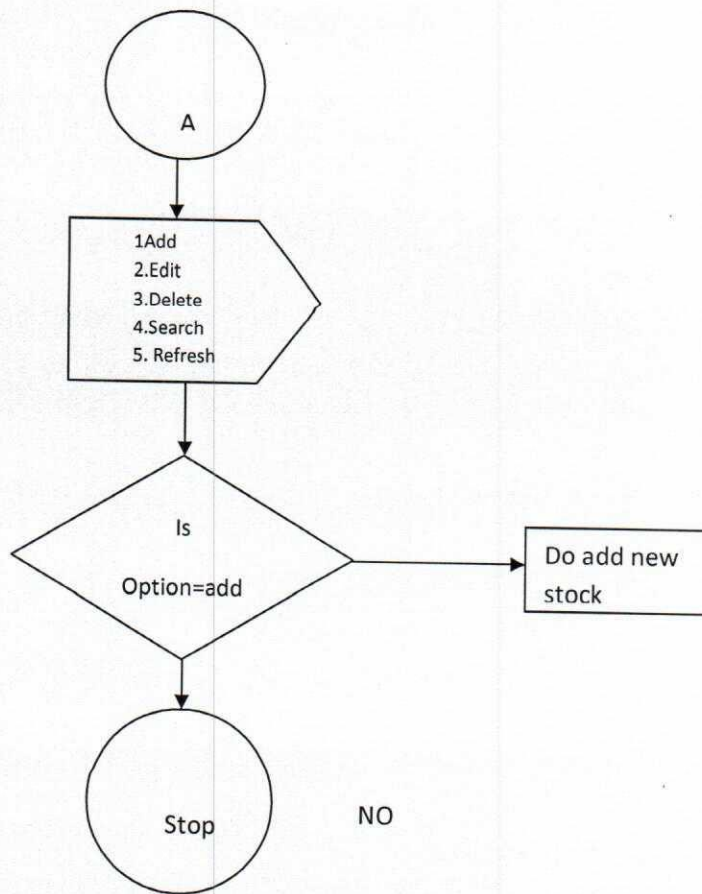 A
1Add
2.Edit
3.Delete
4.Search
5. Refresh
Is
Option=add
Do add new
stock
Stop
NO